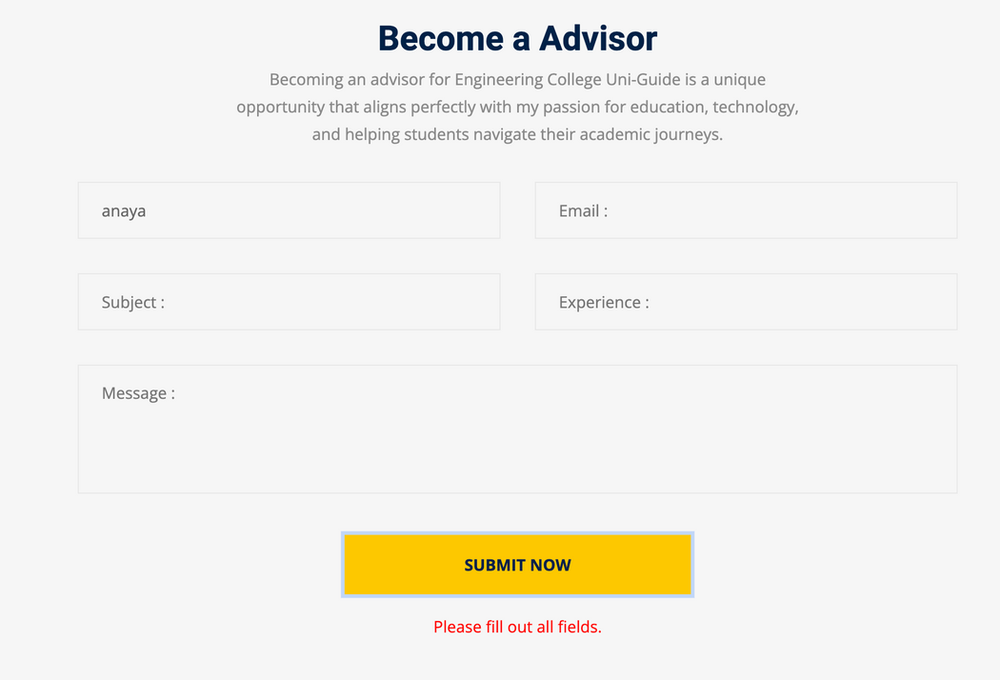 Become a Advisor
Becoming an advisor for Engineering College Uni-Guide is a unique
opportunity that aligns perfectly with my passion for education, technology,
and helping students navigate their academic journeys.
anaya
Email :
Subject :
Experience :
Message :
SUBMIT NOW
Please fill out all fields.